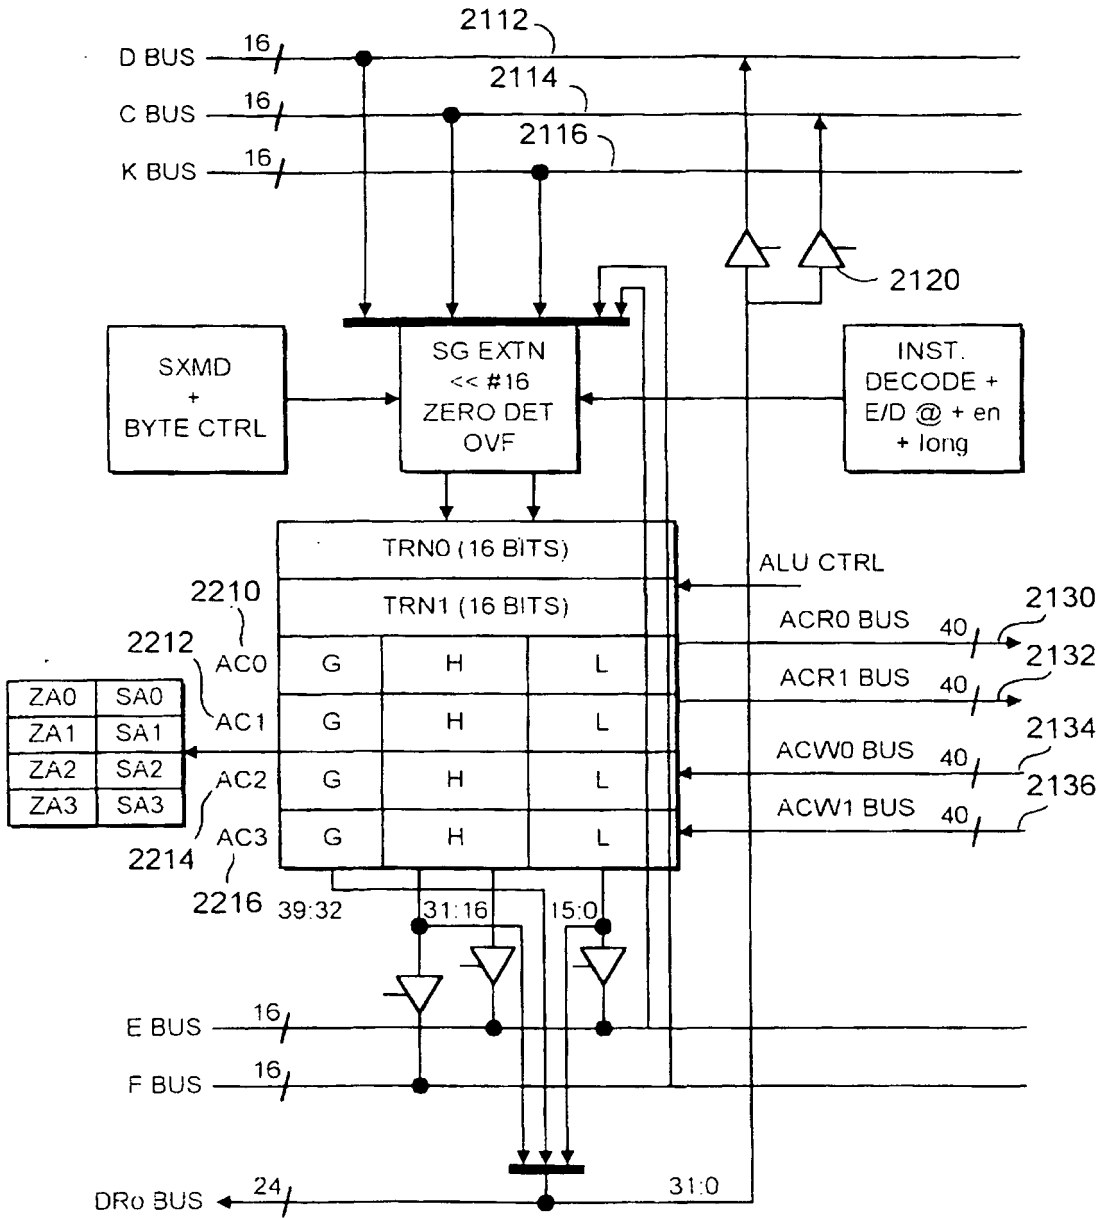 2112
D BUS 16
2114
C BUS 16
2116
K BUS 16
2120
SXMD
+
BYTE CTRL
SG EXTN
<< #16
ZERO DET
OVF
INST.
DECODE +
E/D @ + en
+ long
TRN0 (16 BITS)
ALU CTRL
TRN1 (16 BITS)
2210
ACR0 BUS 40 2130
2212
AC0 G H L
ACR1 BUS 40 2132
ZA0 SA0
AC1 G H L
ZA1 SA1
ACW0 BUS 40 2134
ZA2 SA2
AC2 G H L
ZA3 SA3
ACW1 BUS 40 2136
AC3 G H L
2214
2216 39:32 31:16 15:0
E BUS 16
F BUS 16
DRo BUS 24 31:0